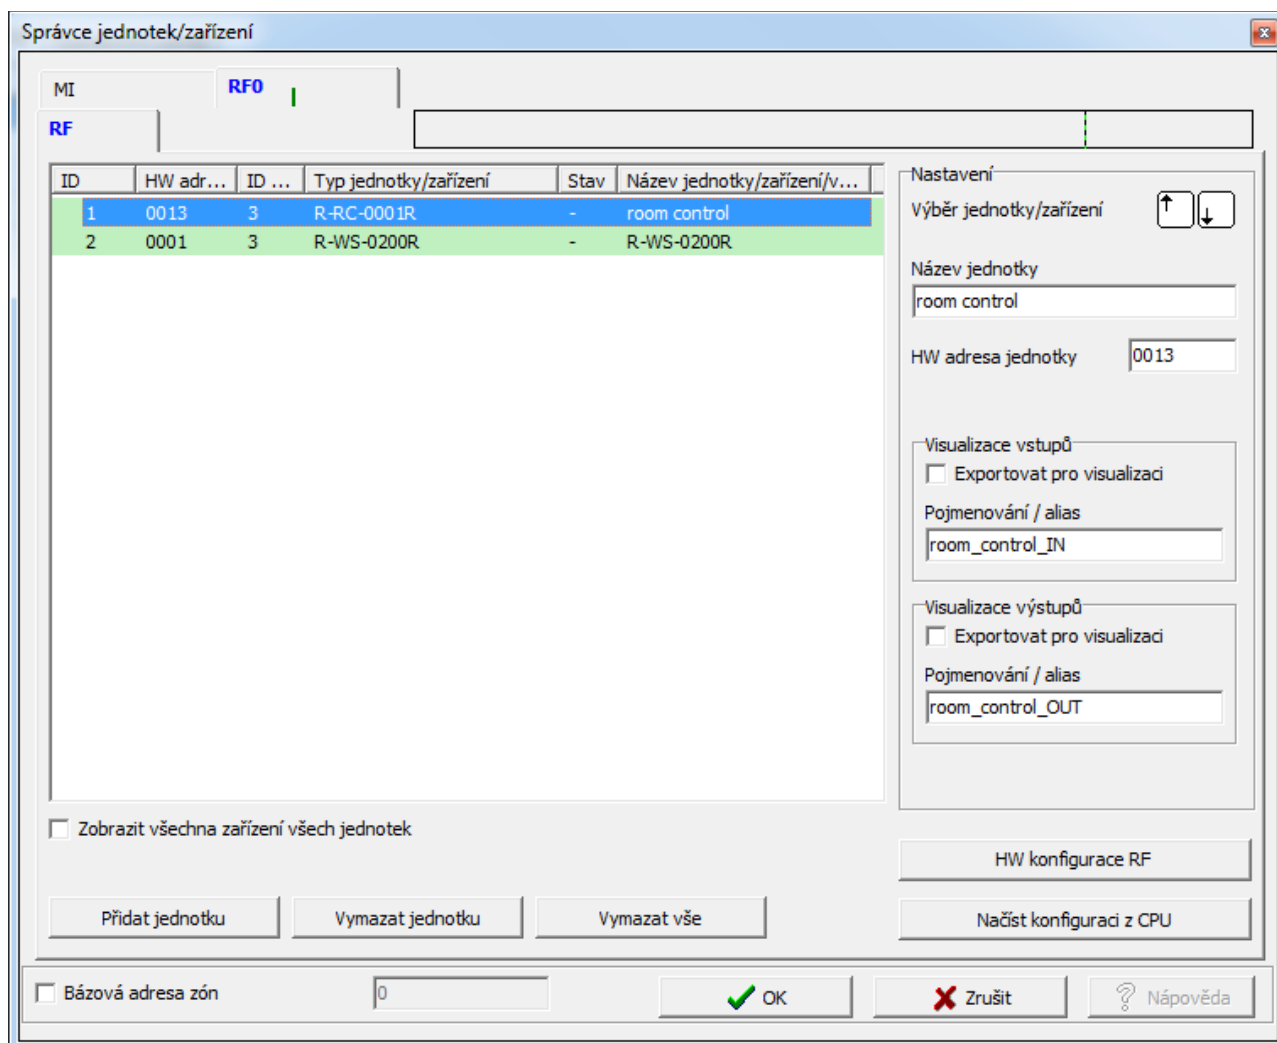 Správce jednotek/zařízení
MI
RF0
RF
ID HW adr... ID ... Typ jednotky/zařízení Stav Název jednotky/zařízení/v...
1 0013 3 R-RC-0001R - room control
2 0001 3 R-WS-0200R - R-WS-0200R
Nastavení
Výběr jednotky/zařízení
Název jednotky
room control
HW adresa jednotky 0013
Visualizace vstupů
Exportovat pro visualizaci
Pojmenování / alias
room_control_IN
Visualizace výstupů
Exportovat pro visualizaci
Pojmenování / alias
room_control_OUT
Zobrazit všechna zařízení všech jednotek
HW konfigurace RF
Přidat jednotku Vymazat jednotku Vymazat vše Načíst konfiguraci z CPU
Bázová adresa zón 0 OK Zrušit Nápověda